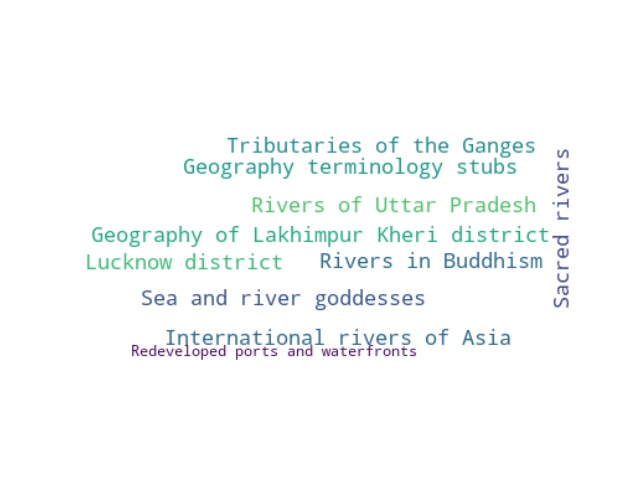 Tributaries of the Ganges
Geography terminology stubs
Sacred rivers
Rivers of Uttar Pradesh
Geography of Lakhimpur Kheri district
Lucknow district
Rivers in Buddhism
Sea and river goddesses
International rivers of Asia
Redeveloped ports and waterfronts